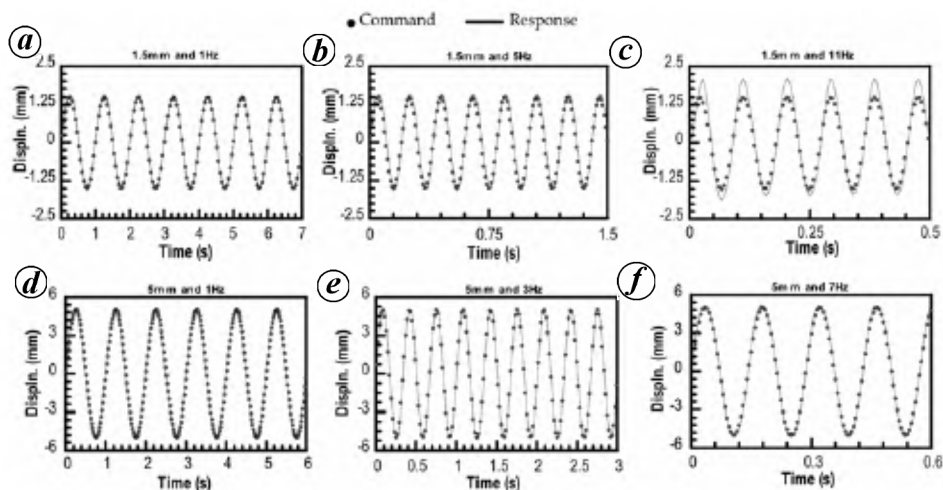 Command Response
a b c
1.5mm and 1Hz 1.5mm and 5Hz 1.5mm and 11Hz
2.5 2.5 2.5
1.25 1.25 1.25
0 0 0
-1.25 -1.25 -1.25
-2.5 -2.5 -2.5
Displn. (mm) Displn. (mm) Displn. (mm)
0 1 2 3 4 5 6 7 0 0.75 1.5 0 0.25 0.5
Time (s) Time (s) Time (s)
d e f
5mm and 1Hz 5mm and 3Hz 5mm and 7Hz
6 6 6
3 3 3
0 0 0
-3 -3 -3
-6 -6 -6
Displn. (mm) Displn. (mm) Displn. (mm)
0 1 2 3 4 5 6 0 0.5 1 1.5 2 2.5 3 0 0.3 0.6
Time (s) Time (s) Time (s)